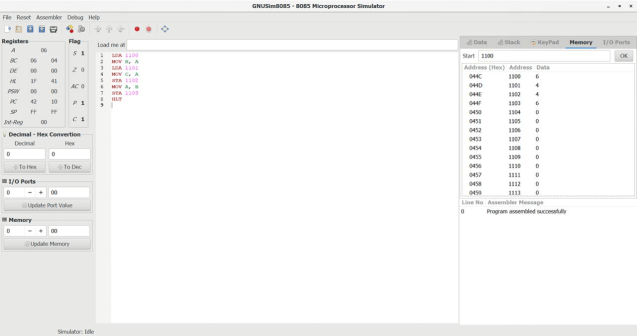 GNUSim8085 - 8085 Microprocessor Simulator
File Reset Assembler Debug Help
Registers
A 06
BC 06 04
DE 00 00
HL 1F 41
PSW 00 00
PC 42 10
SP FF FF
Int-Reg 00
Flag
S 1
Z 0
AC 0
P 1
C 1
Decimal - Hex Convertion
Decimal Hex
0 0
To Hex To Dec
I/O Ports
0 - + 00
Update Port Value
Memory
0 - + 00
Update Memory
Load me at
1 LDA 1100
2 MOV B, A
3 LDA 1101
4 MOV C, A
5 STA 1102
6 MOV A, B
7 STA 1103
8 HLT
9
Data Stack KeyPad Memory I/O Ports
Start 1100 OK
Address (Hex) Address Data
044C 1100 6
044D 1101 4
044E 1102 4
044F 1103 6
0450 1104 0
0451 1105 0
0452 1106 0
0453 1107 0
0454 1108 0
0455 1109 0
0456 1110 0
0457 1111 0
0458 1112 0
0459 1113 0
Line No Assembler Message
0 Program assembled successfully
Simulator: Idle